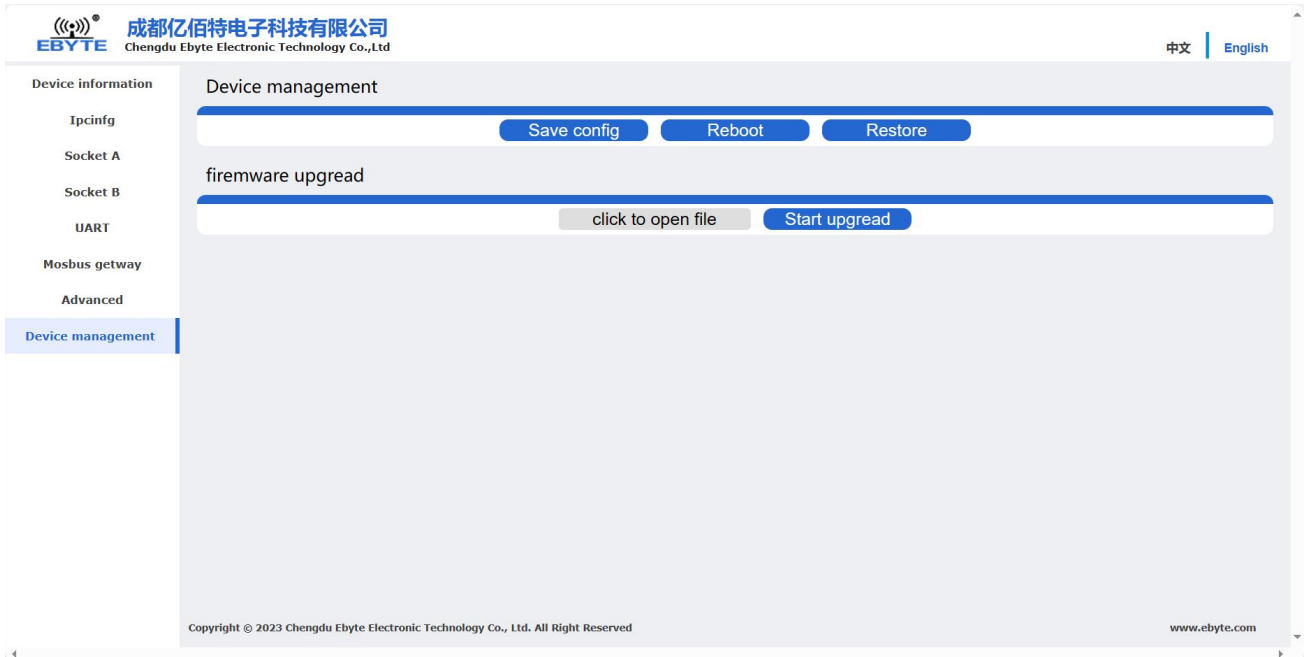 EBYTE ®
成都亿佰特电子科技有限公司
Chengdu Ebyte Electronic Technology Co.,Ltd
中文
English
Device information
Ipcinfg
Socket A
Socket B
UART
Mosbus getway
Advanced
Device management
Device management
Save config
Reboot
Restore
firemware upgread
click to open file
Start upgread
Copyright © 2023 Chengdu Ebyte Electronic Technology Co., Ltd. All Right Reserved
www.ebyte.com